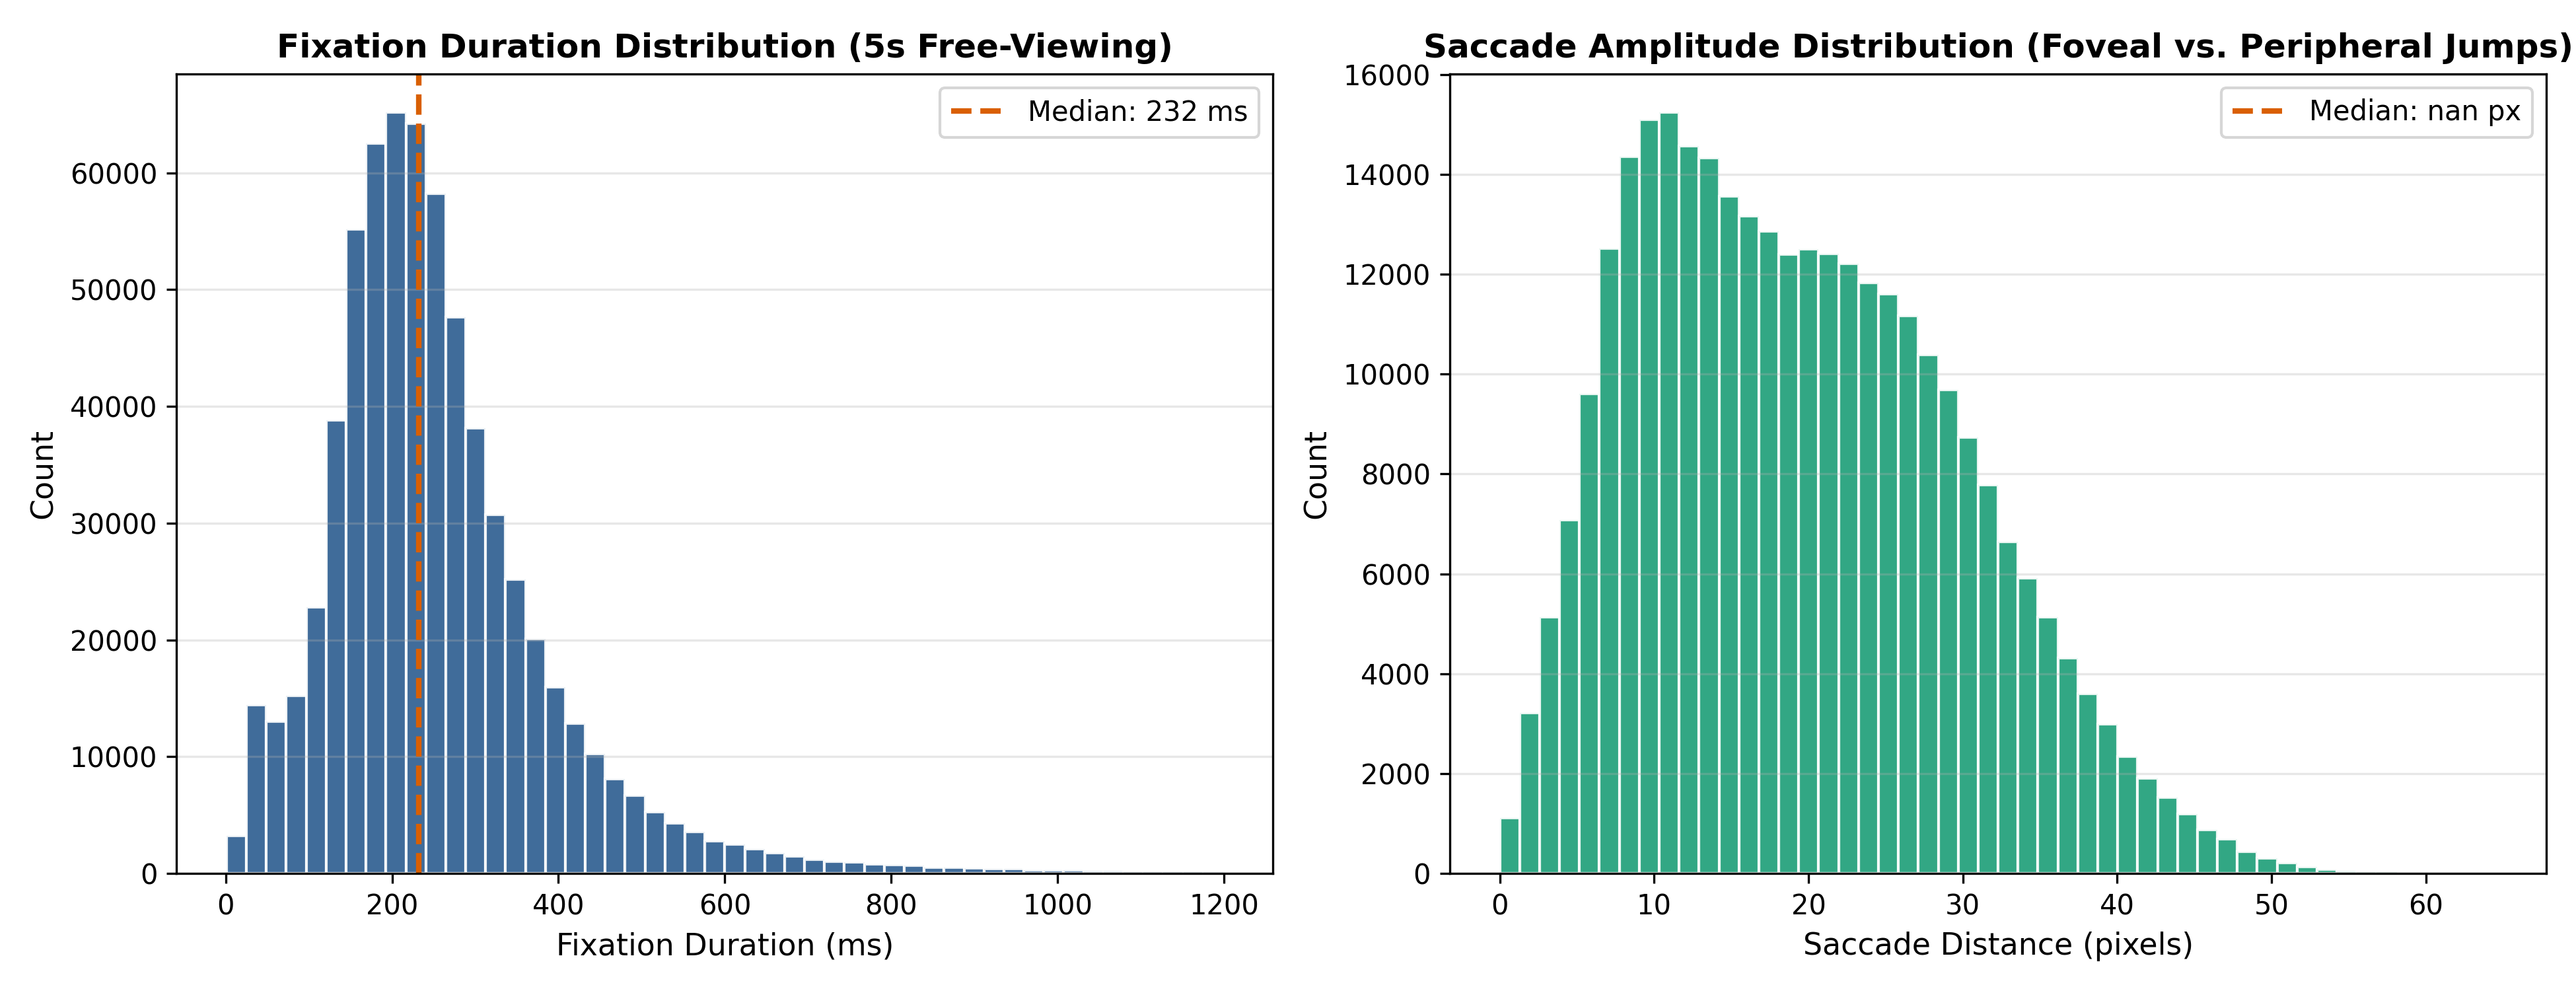 Fixation Duration Distribution (5s Free-Viewing)
Median: 232 ms
Count
60000
50000
40000
30000
20000
10000
0
0 200 400 600 800 1000 1200
Fixation Duration (ms)
Saccade Amplitude Distribution (Foveal vs. Peripheral Jumps)
Median: nan px
Count
16000
14000
12000
10000
8000
6000
4000
2000
0
0 10 20 30 40 50 60
Saccade Distance (pixels)